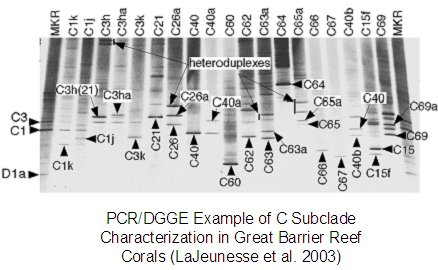 MKR C1k C1j C3h C3ha C3k C21 C26a C40 C40a C60 C62 C63a C64 C65a C66 C67 C40b C15f C69 MKR
heteroduplexes
C64
C3h(21) C3ha C26a C40a C65a C40 C69a
C3 C65
C1 C1j C3k C21 C26 C40 C63a C69
C1k C62 C63 C40b C15
D1a C60 C66 C67 C15f
PCR/DGGE Example of C Subclade
Characterization in Great Barrier Reef
Corals (LaJeunesse et al. 2003)